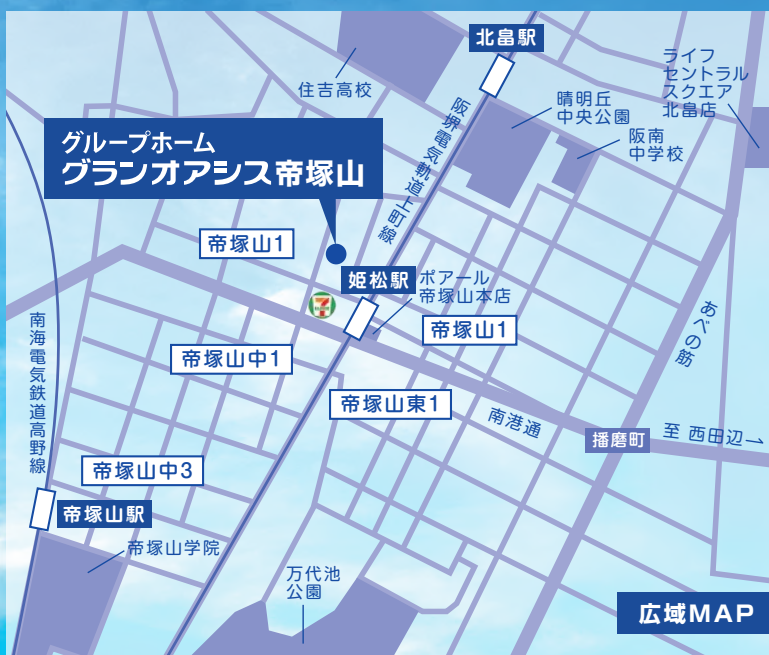 北畠駅
住吉高校
ライフ
セントラル
スクエア
北畠店
晴明丘
中央公園
阪南
中学校
グループホーム
グランオアシス帝塚山
阪堺電気軌道上町線
帝塚山1
姫松駅
ポアール
帝塚山本店
7
帝塚山1
あべの筋
南海電気鉄道高野線
帝塚山中1
帝塚山東1
南港通
播磨町
至 西田辺→
帝塚山中3
帝塚山駅
帝塚山学院
万代池
公園
広域MAP